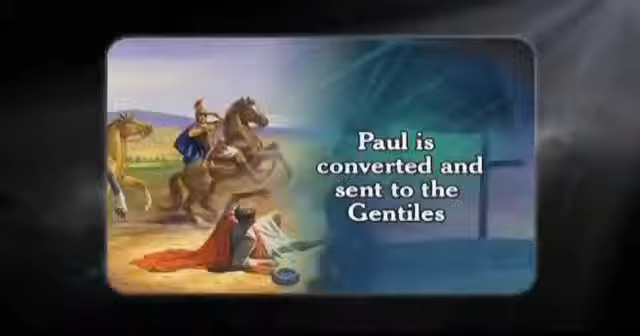 Paul is
converted and
sent to the
Gentiles